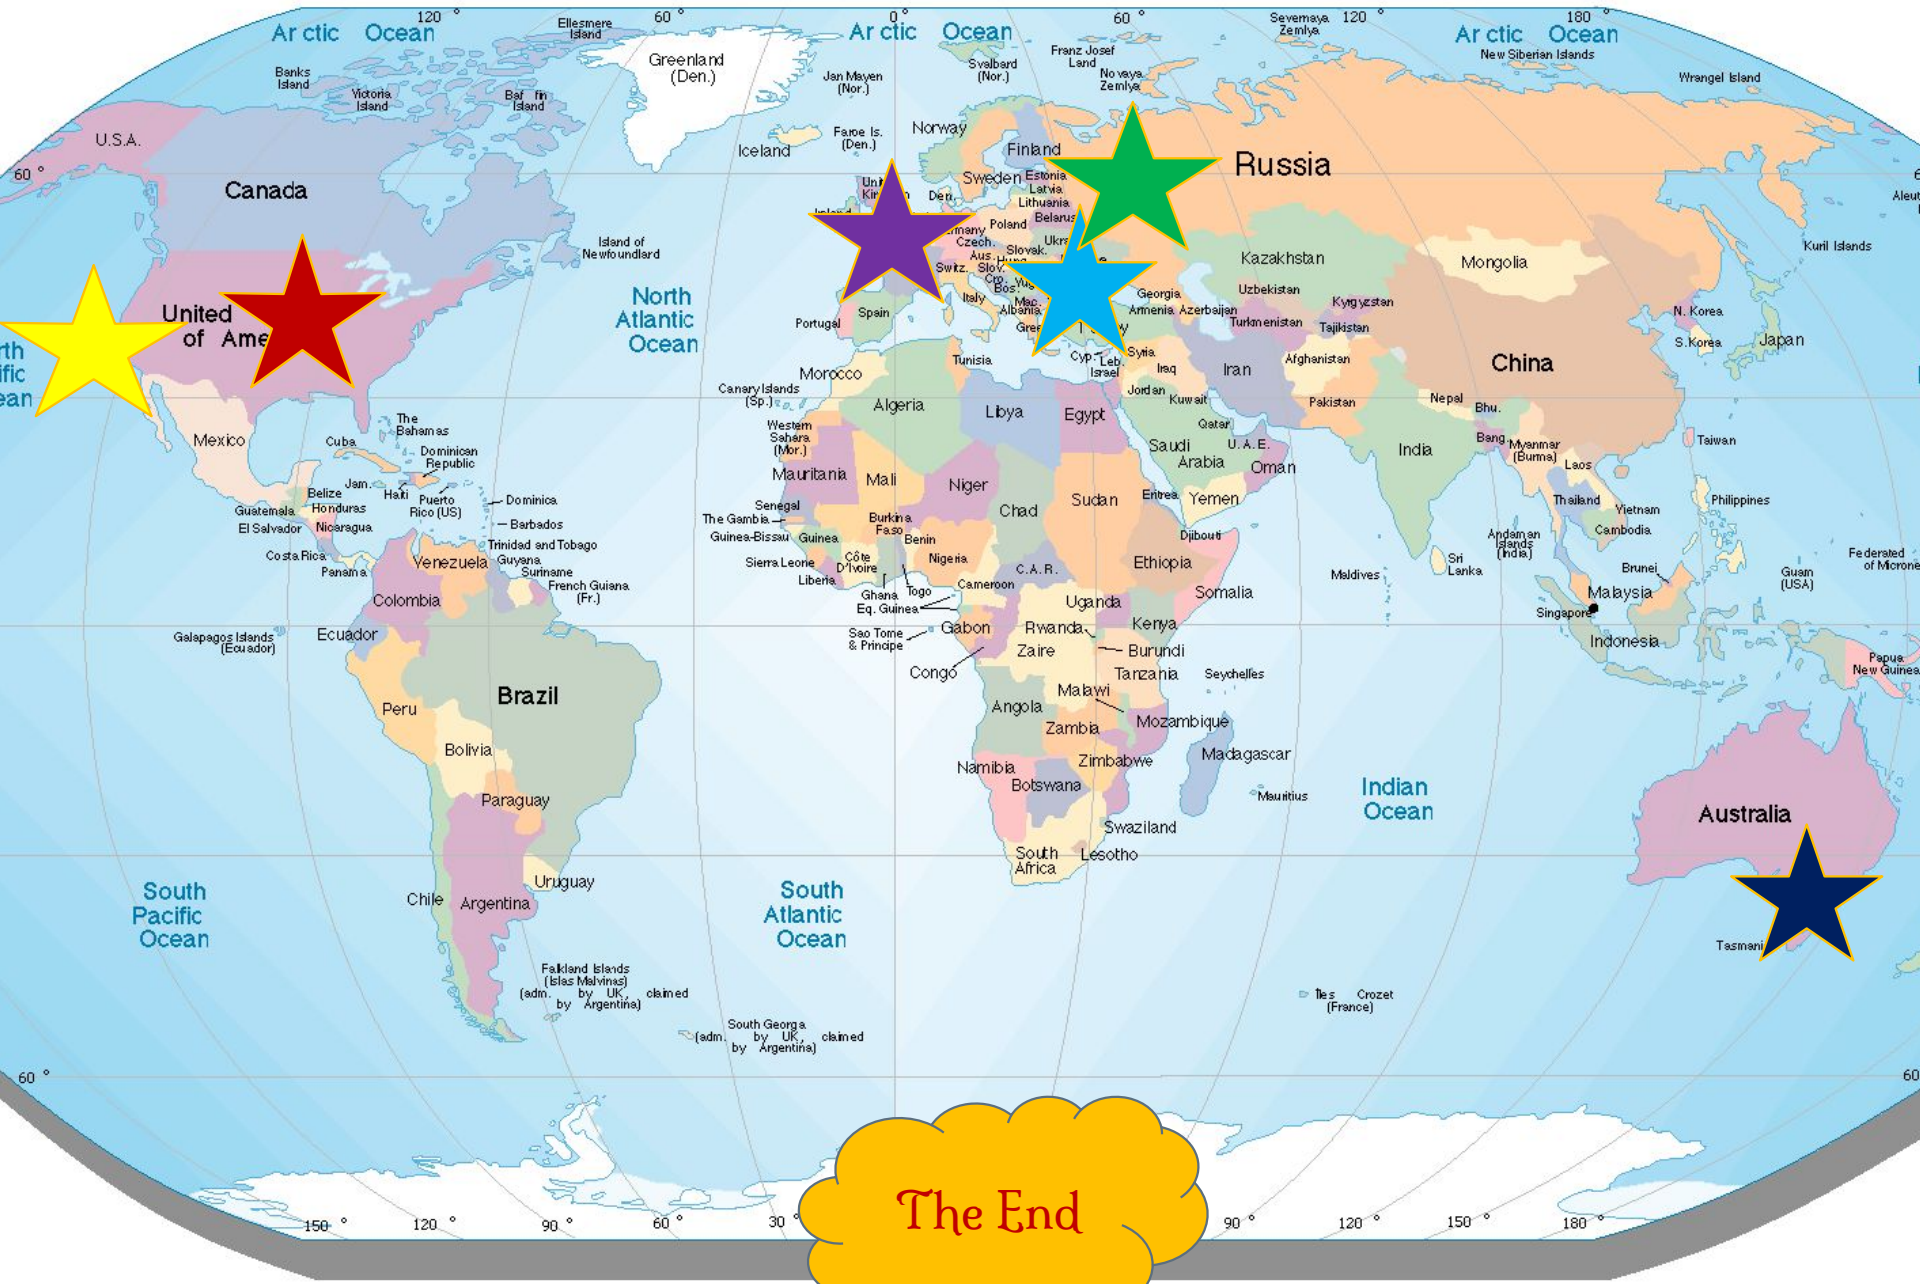 120 °
60 °
0°
60 °
120 °
180 °
Arctic Ocean
Ellesmere
Island
Arctic Ocean
Severnaya
Zemlya
Arctic Ocean
New Siberian Islands
Greenland
(Den.)
Svalbard
(Nor.)
Franz Josef
Land
Novaya
Zemlya
Wrangel Island
Banks
Island
Victoria
Island
Baffin
Island
Jan Mayen
(Nor.)
U.S.A.
Iceland
Faroe Is.
(Den.)
Norway
Finland
Sweden
Russia
60 °
Canada
Den.
Estonia
Latvia
Lithuania
Belarus
Poland
Czech.
Slovak.
Aus.
Switz.
Slov.
Cro.
Bos.
Italy
Mac.
Albania
Spain
Portugal
Island of
Newfoundland
Kazakhstan
Mongolia
Kuril Islands
Uzbekistan
Kyrgyzstan
Georgia
Armenia Azerbaijan
Turkmenistan
Tajikistan
N. Korea
S. Korea
Japan
United
of
North
Atlantic
Ocean
China
Cyp.
Leb.
Israel
Syria
Iraq
Iran
Afghanistan
Tunisia
Morocco
Canary Islands
(Sp.)
Algeria
Libya
Egypt
Jordan
Kuwait
Pakistan
Nepal
Bhu.
Mexico
Cuba
The
Bahamas
Dominican
Republic
Western
Sahara
(Mor.)
Qatar
U.A.E.
Saudi
Arabia
Oman
India
Bang.
Myanmar
(Burma)
Laos
Taiwan
Mauritania
Mali
Niger
Chad
Sudan
Eritrea
Yemen
Thailand
Vietnam
Cambodia
Philippines
Belize
Jam.
Haiti
Puerto
Rico (US)
Dominica
Guatemala
Honduras
El Salvador
Nicaragua
Barbados
Costa Rica
Trinidad and Tobago
Panama
Venezuela
Guyana
Suriname
French Guiana
(Fr.)
Colombia
Senegal
The Gambia
Guinea-Bissau
Guinea
Burkina
Faso
Benin
Nigeria
Sierra Leone
Liberia
Côte
D'Ivoire
Ghana
Togo
Cameroon
C.A.R.
Eq. Guinea
Djibouti
Ethiopia
Somalia
Maldives
Sri
Lanka
Andaman
Islands
(India)
Brunei
Malaysia
Singapore
Indonesia
Guam
(USA)
Galapagos Islands
(Ecuador)
Ecuador
Sao Tome
& Principe
Gabon
Congo
Uganda
Rwanda
Kenya
Zaire
Burundi
Tanzania
Seychelles
Papua
New Guinea
Peru
Brazil
Bolivia
Angola
Malawi
Zambia
Mozambique
Madagascar
Zimbabwe
Namibia
Botswana
Mauritius
Paraguay
Indian
Ocean
Australia
Swaziland
South
Africa
Lesotho
Uruguay
Chile
Argentina
South
Pacific
Ocean
South
Atlantic
Ocean
Falkland Islands
(Islas Malvinas)
(adm. by UK, claimed
by Argentina)
Îles Crozet
(France)
South Georga
(adm. by UK, claimed
by Argentina)
60 °
60
The End
150 °
120 °
90 °
60 °
30 °
90 °
120 °
150 °
180 °